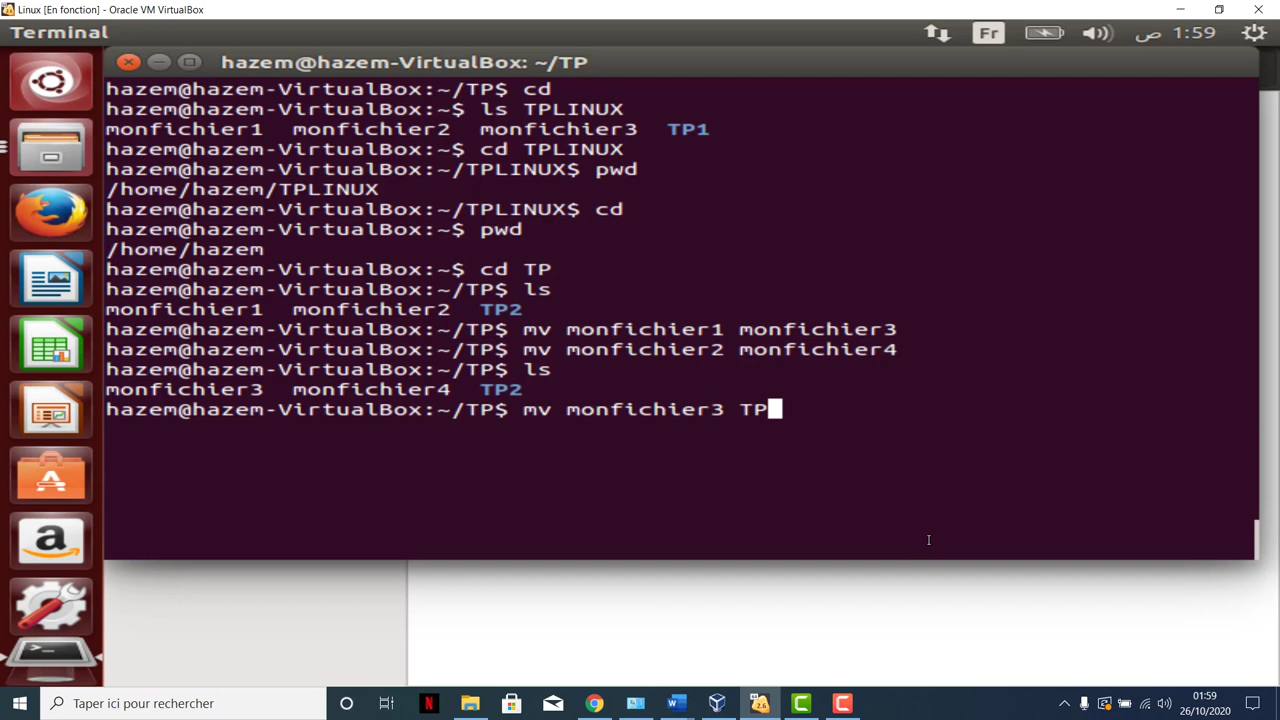 Linux [En fonction] - Oracle VM VirtualBox
Terminal
Fr
ص 1:59
hazem@hazem-VirtualBox: ~/TP
hazem@hazem-VirtualBox:~/TP$ cd
hazem@hazem-VirtualBox:~$ ls TPLINUX
monfichier1 monfichier2 monfichier3 TP1
hazem@hazem-VirtualBox:~$ cd TPLINUX
hazem@hazem-VirtualBox:~/TPLINUX$ pwd
/home/hazem/TPLINUX
hazem@hazem-VirtualBox:~/TPLINUX$ cd
hazem@hazem-VirtualBox:~$ pwd
/home/hazem
hazem@hazem-VirtualBox:~$ cd TP
hazem@hazem-VirtualBox:~/TP$ ls
monfichier1 monfichier2 TP2
hazem@hazem-VirtualBox:~/TP$ mv monfichier1 monfichier3
hazem@hazem-VirtualBox:~/TP$ mv monfichier2 monfichier4
hazem@hazem-VirtualBox:~/TP$ ls
monfichier3 monfichier4 TP2
hazem@hazem-VirtualBox:~/TP$ mv monfichier3 TP
Taper ici pour rechercher
01:59
26/10/2020